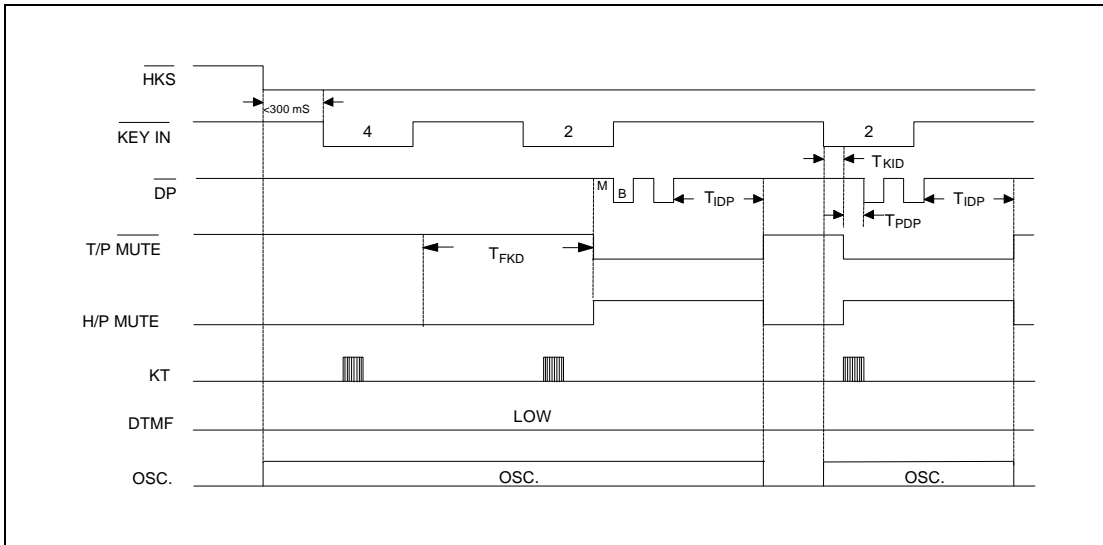 HKS
<300 mS
KEY IN 4 2 2
TKID
DP M B TIDP TIDP
TPDP
T/P MUTE TFKD
H/P MUTE
KT
DTMF LOW
OSC. OSC. OSC.